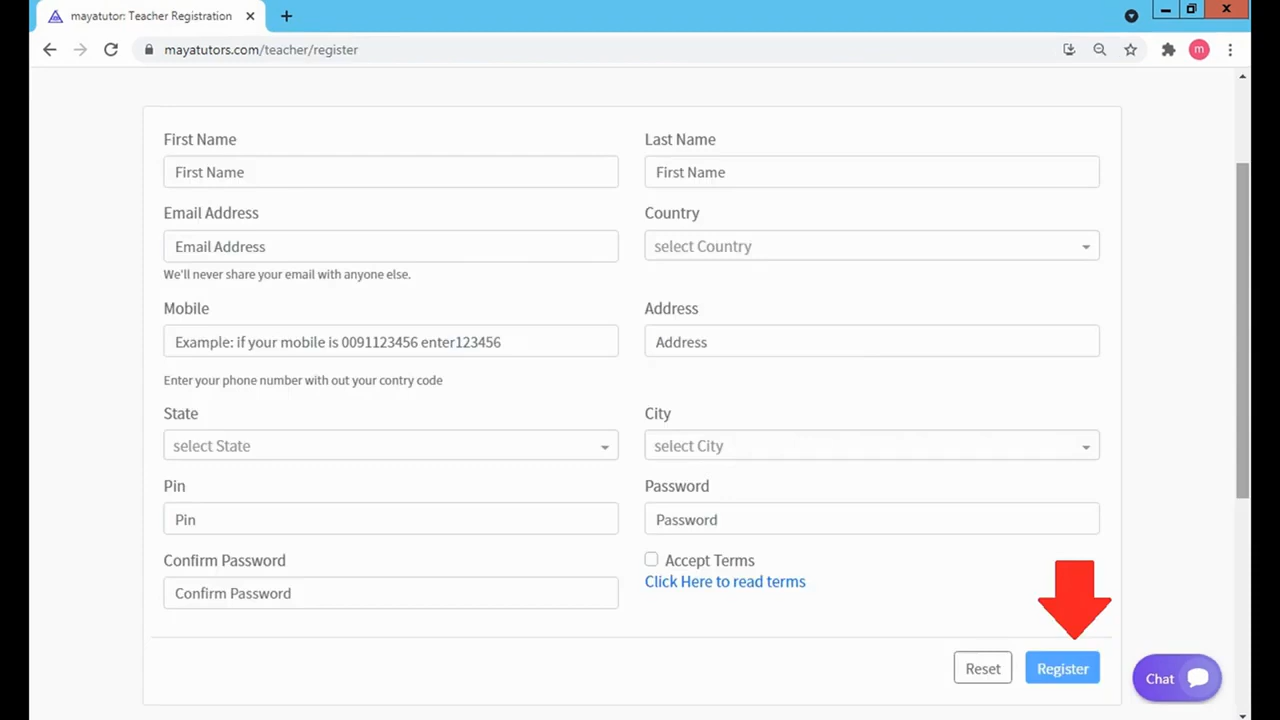 mayatutor: Teacher Registration
mayatutors.com/teacher/register
m
First Name
Last Name
First Name
First Name
Email Address
Country
Email Address
select Country
We'll never share your email with anyone else.
Mobile
Address
Example: if your mobile is 0091123456 enter123456
Address
Enter your phone number with out your contry code
State
City
select State
select City
Pin
Password
Pin
Password
Confirm Password
Accept Terms
Click Here to read terms
Confirm Password
Reset
Register
Chat